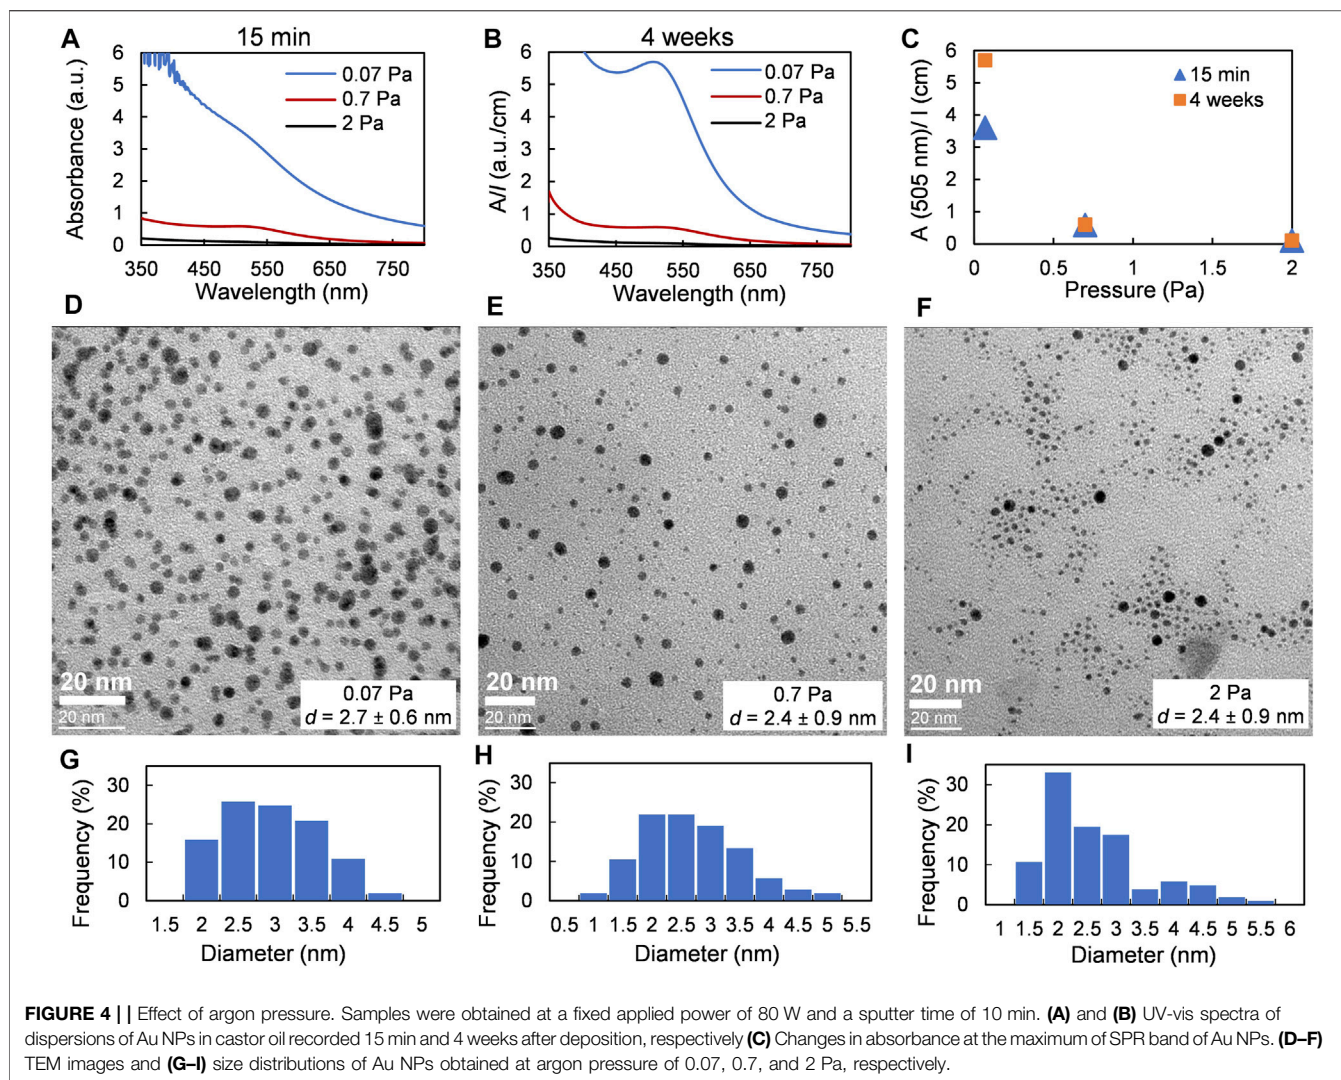 A
15 min
6
5
4
3
2
1
0
Absorbance (a.u.)
0.07 Pa
0.7 Pa
2 Pa
350 450 550 650 750
Wavelength (nm)
B
4 weeks
6
5
4
3
2
1
0
A/l (a.u./cm)
0.07 Pa
0.7 Pa
2 Pa
350 450 550 650 750
Wavelength (nm)
C
6
5
4
3
2
1
0
A (505 nm)/ l (cm)
15 min
4 weeks
0 0.5 1 1.5 2
Pressure (Pa)
D
20 nm
20 nm
0.07 Pa
d = 2.7 ± 0.6 nm
E
20 nm
20 nm
0.7 Pa
d = 2.4 ± 0.9 nm
F
20 nm
20 nm
2 Pa
d = 2.4 ± 0.9 nm
G
30
20
10
0
Frequency (%)
1.5 2 2.5 3 3.5 4 4.5 5
Diameter (nm)
H
30
20
10
0
Frequency (%)
0.5 1 1.5 2 2.5 3 3.5 4 4.5 5 5.5
Diameter (nm)
I
30
20
10
0
Frequency (%)
1 1.5 2 2.5 3 3.5 4 4.5 5 5.5 6
Diameter (nm)
FIGURE 4 | | Effect of argon pressure. Samples were obtained at a fixed applied power of 80 W and a sputter time of 10 min. (A) and (B) UV-vis spectra of
dispersions of Au NPs in castor oil recorded 15 min and 4 weeks after deposition, respectively (C) Changes in absorbance at the maximum of SPR band of Au NPs. (D–F)
TEM images and (G–I) size distributions of Au NPs obtained at argon pressure of 0.07, 0.7, and 2 Pa, respectively.